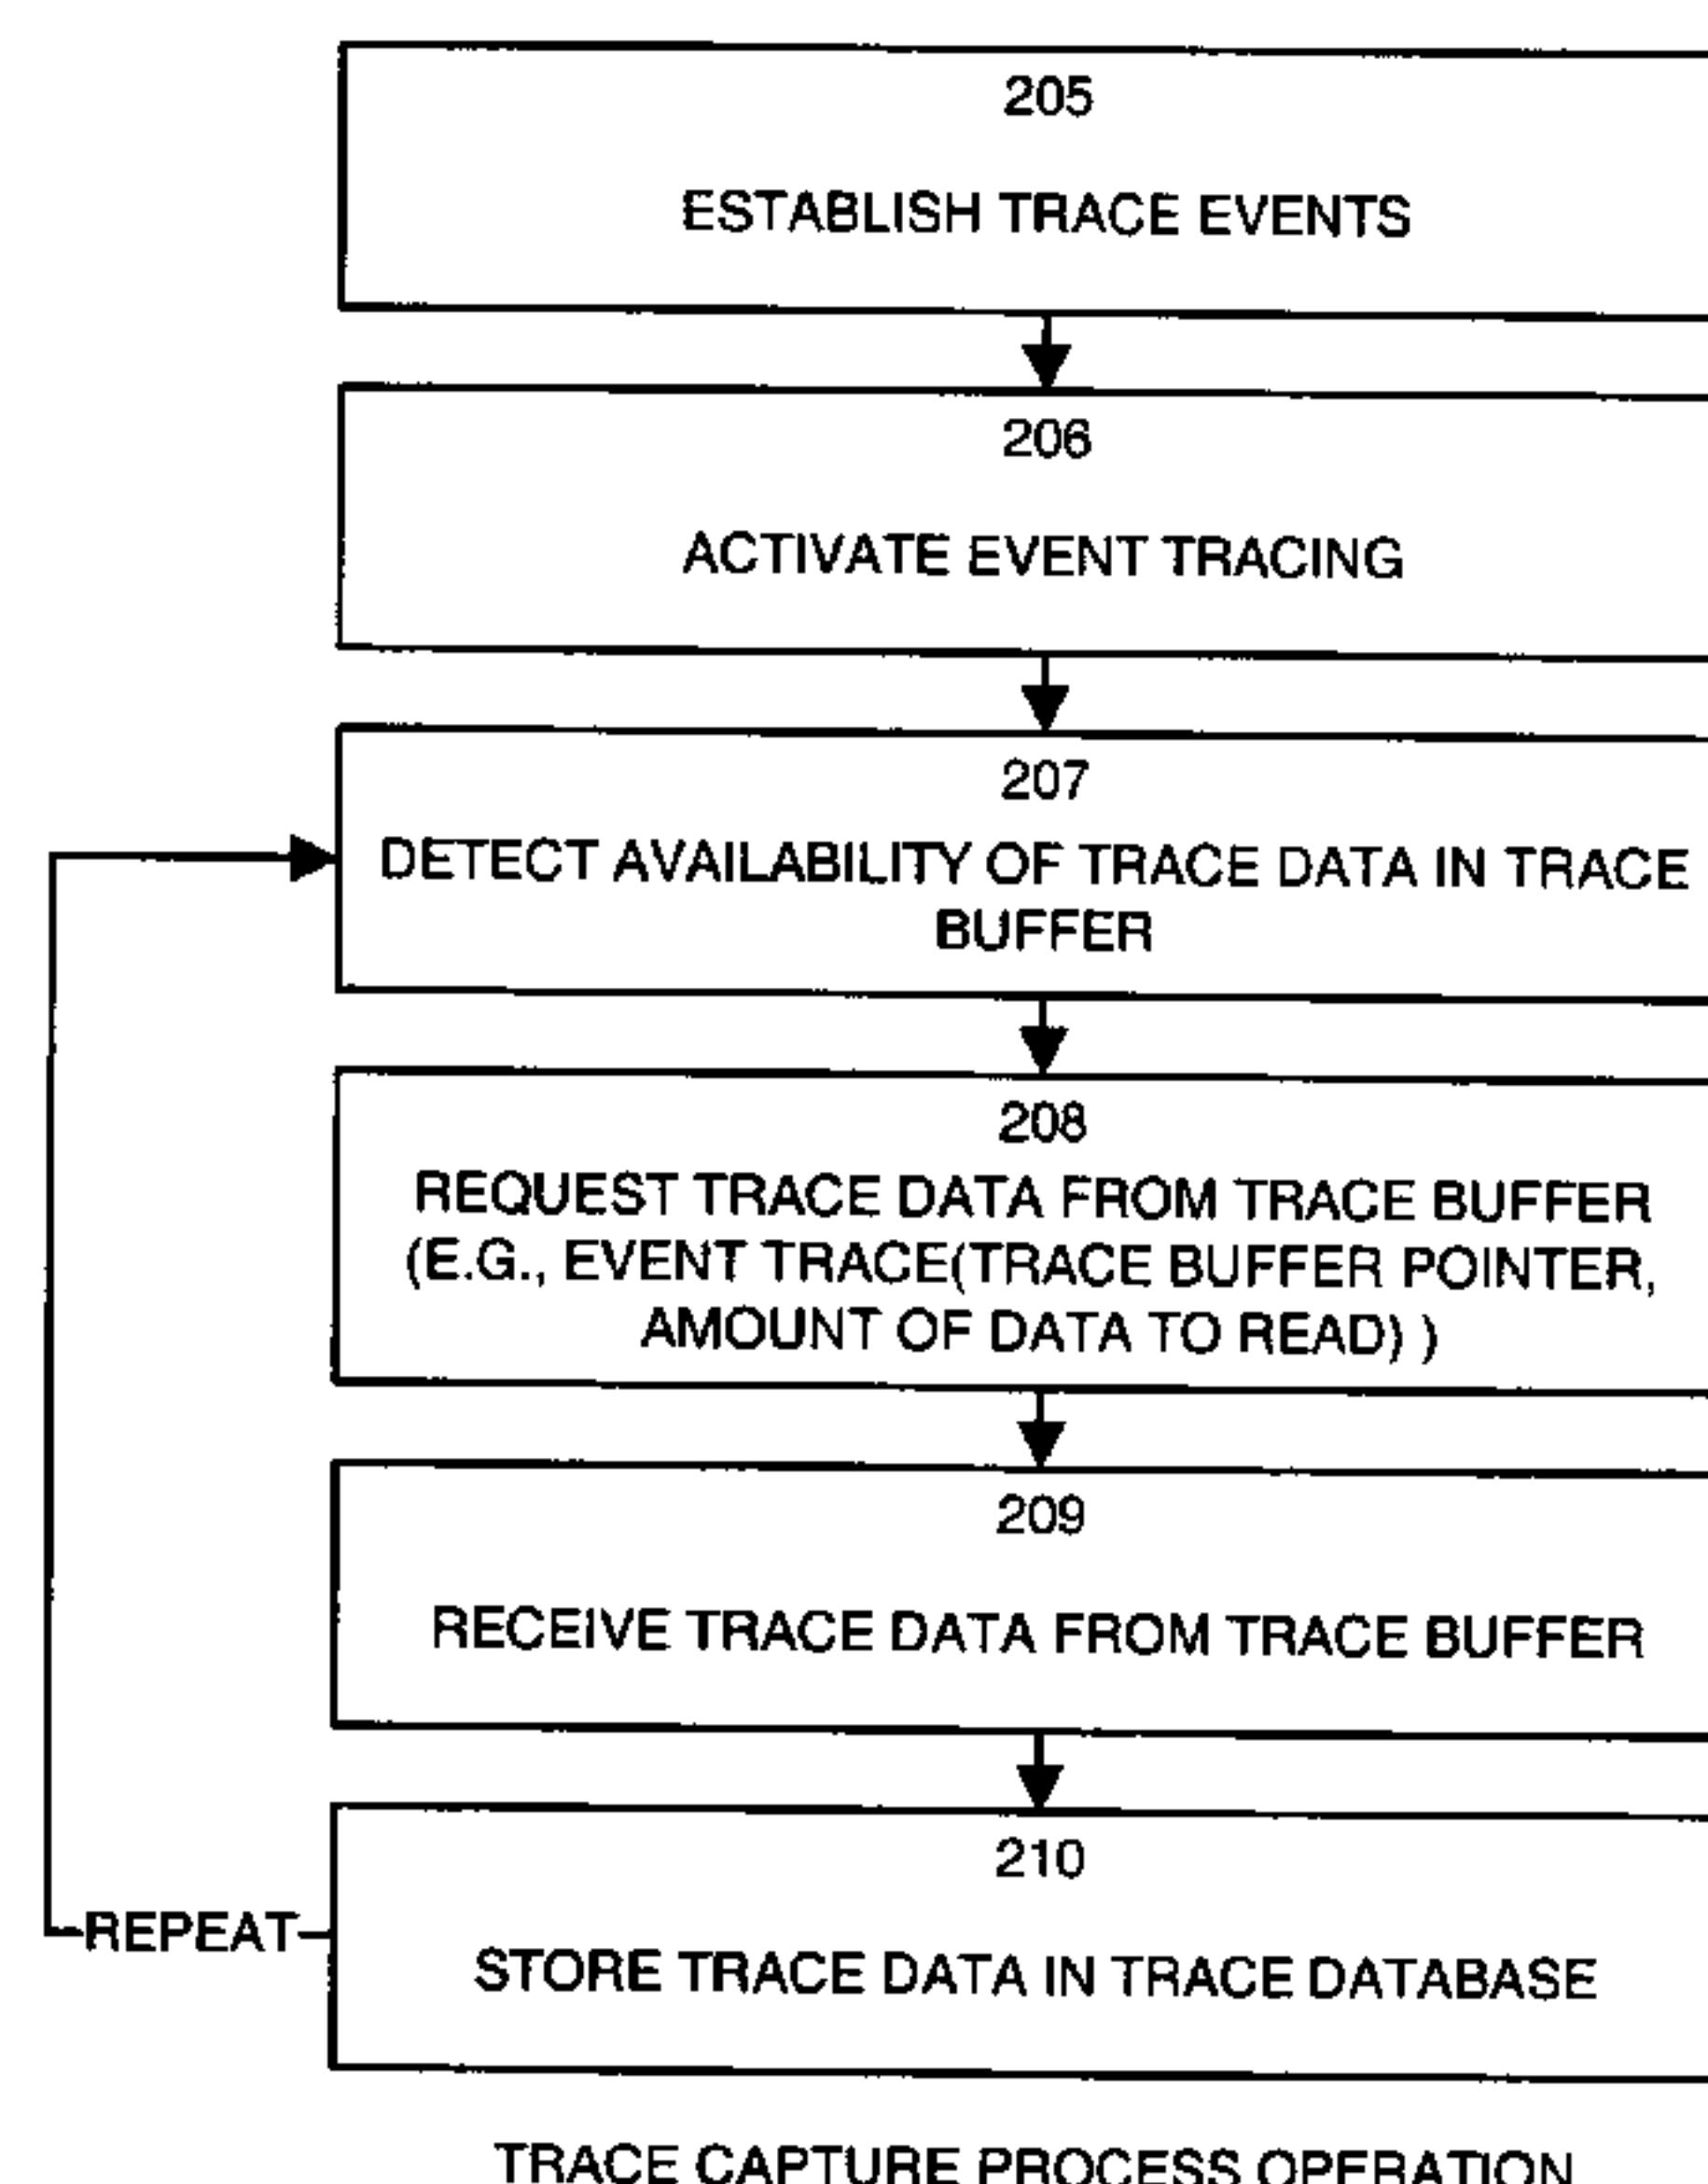 205
ESTABLISH TRACE EVENTS
206
ACTIVATE EVENT TRACING
207
DETECT AVAILABILITY OF TRACE DATA IN TRACE
BUFFER
208
REQUEST TRACE DATA FROM TRACE BUFFER
(E.G., EVENT TRACE(TRACE BUFFER POINTER,
AMOUNT OF DATA TO READ) )
209
RECEIVE TRACE DATA FROM TRACE BUFFER
210
REPEAT
STORE TRACE DATA IN TRACE DATABASE
TRACE CAPTURE PROCESS OPERATION